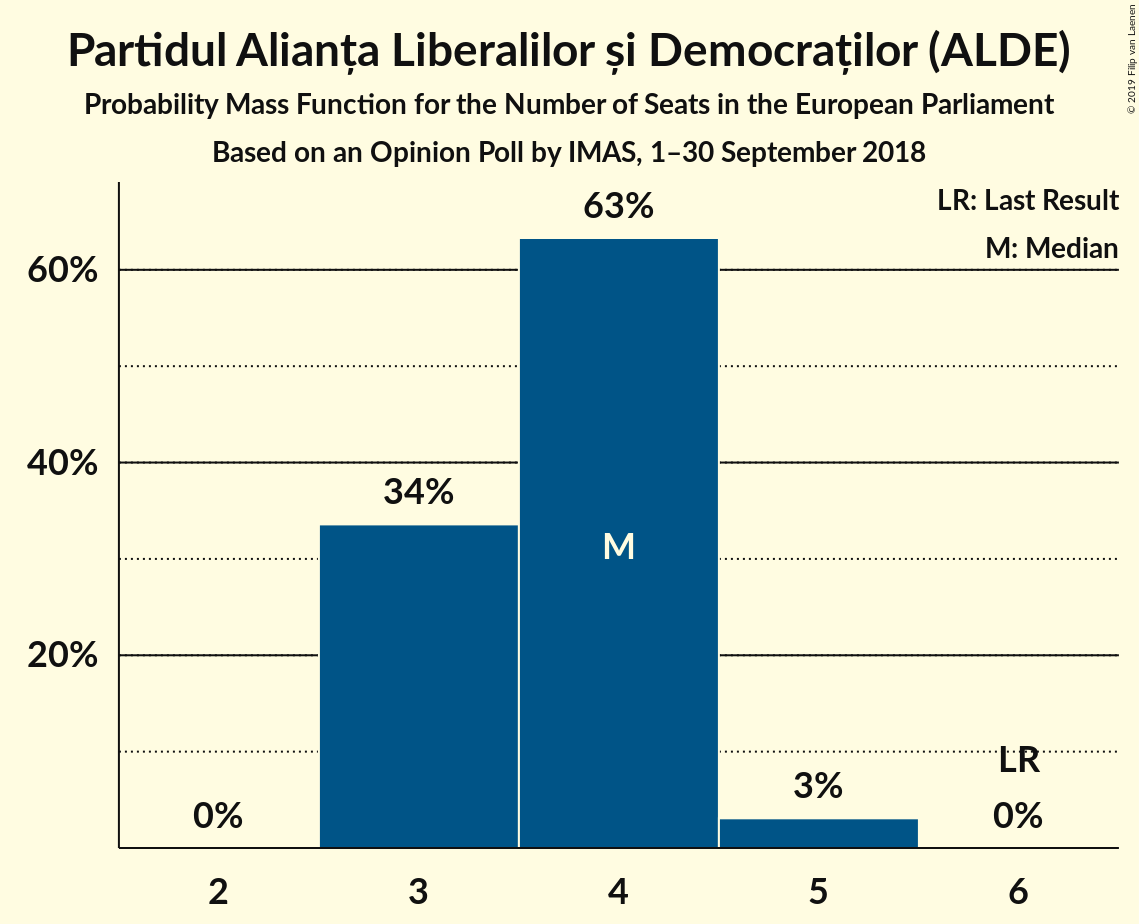 Partidul Alianța Liberalilor și Democraților (ALDE)
Probability Mass Function for the Number of Seats in the European Parliament
Based on an Opinion Poll by IMAS, 1–30 September 2018
© 2019 Filip van Laenen
LR: Last Result
M: Median
63%
60%
40%
34%
M
20%
LR
3%
0%
0%
2 3 4 5 6